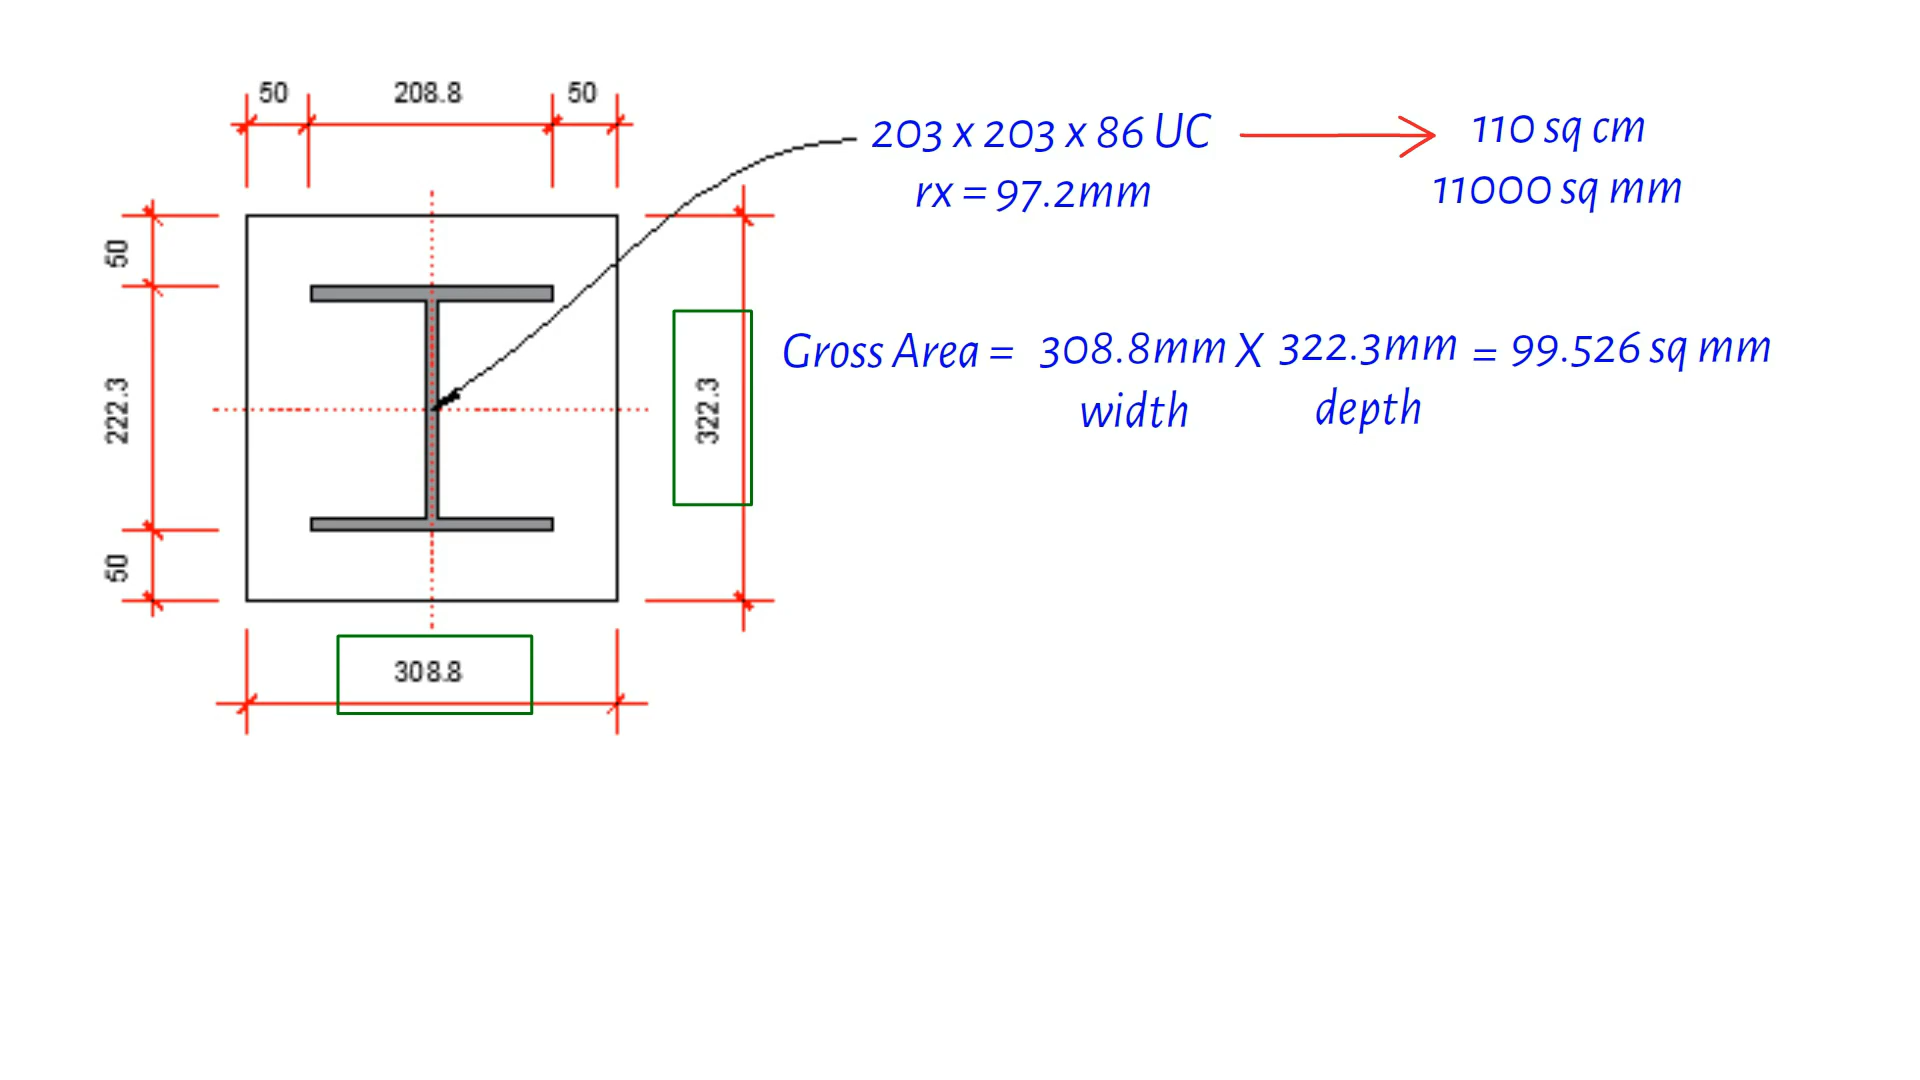 50 208.8 50
203 x 203 x 86 UC
110 sq cm
rx = 97.2mm
11000 sq mm
50
222.3
50
322.3
308.8
Gross Area = 308.8mm X 322.3mm = 99.526 sq mm
width depth